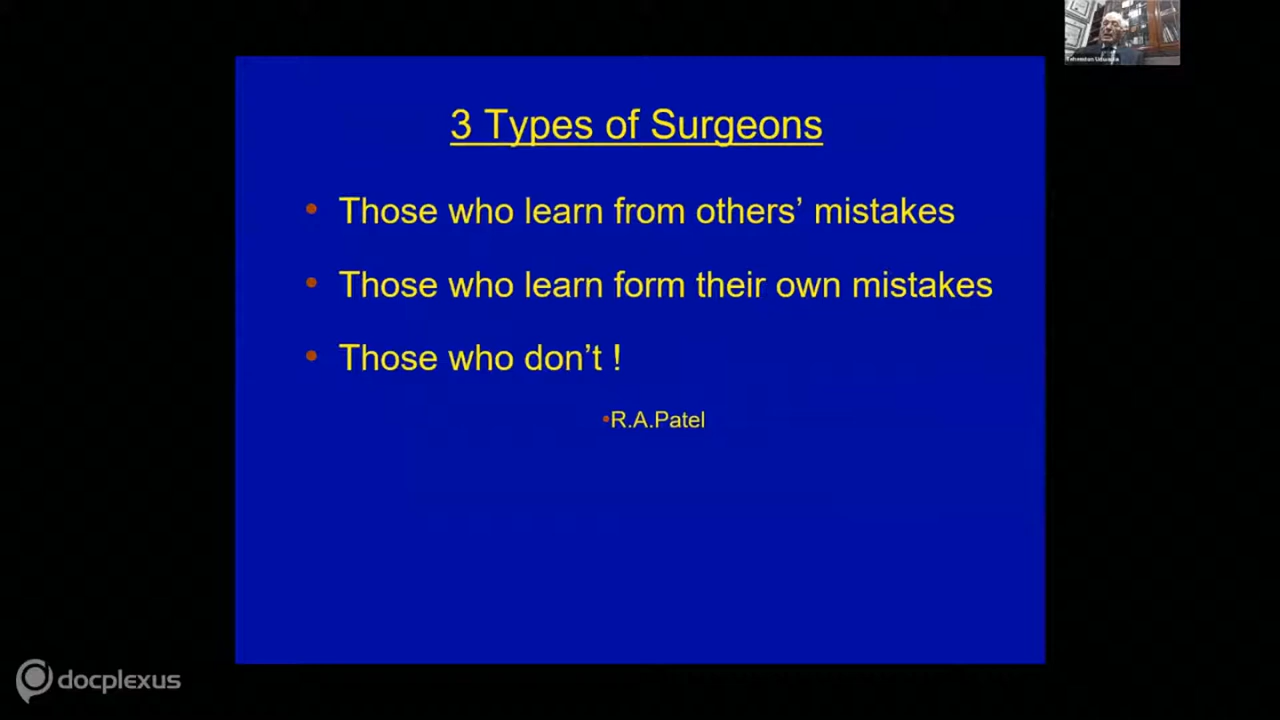 3 Types of Surgeons
• Those who learn from others’ mistakes
• Those who learn form their own mistakes
• Those who don’t !
•R.A.Patel
docplexus